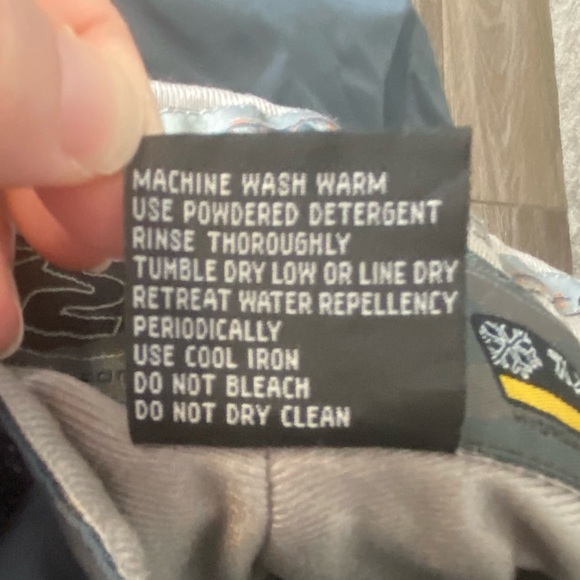 MACHINE WASH WARM
USE POWDERED DETERGENT
RINSE THOROUGHLY
TUMBLE DRY LOW OR LINE DRY
RETREAT WATER REPELLENCY
PERIODICALLY
USE COOL IRON
DO NOT BLEACH
DO NOT DRY CLEAN